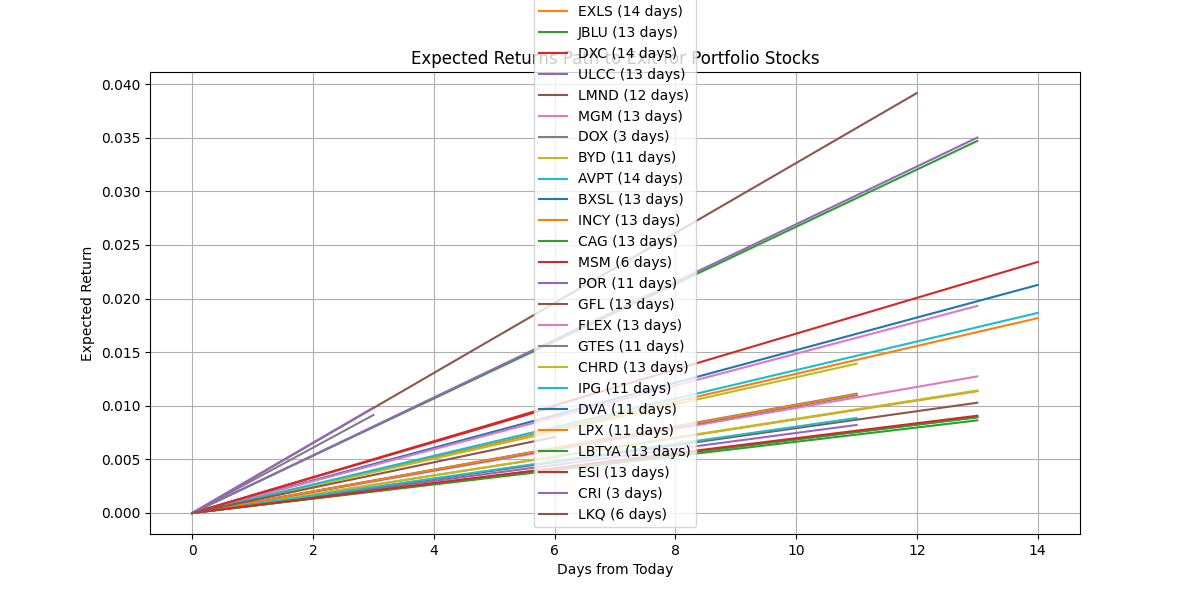 EXLS (14 days)
JBLU (13 days)
DXC (14 days)
Expected Returns Path to Exit for Portfolio Stocks
ULCC (13 days)
LMND (12 days)
MGM (13 days)
DOX (3 days)
BYD (11 days)
AVPT (14 days)
BXSL (13 days)
INCY (13 days)
CAG (13 days)
MSM (6 days)
POR (11 days)
GFL (13 days)
FLEX (13 days)
GTES (11 days)
CHRD (13 days)
IPG (11 days)
DVA (11 days)
LPX (11 days)
LBTYA (13 days)
ESI (13 days)
CRI (3 days)
LKQ (6 days)
Expected Return
0.040
0.035
0.030
0.025
0.020
0.015
0.010
0.005
0.000
0 2 4 6 8 10 12 14
Days from Today